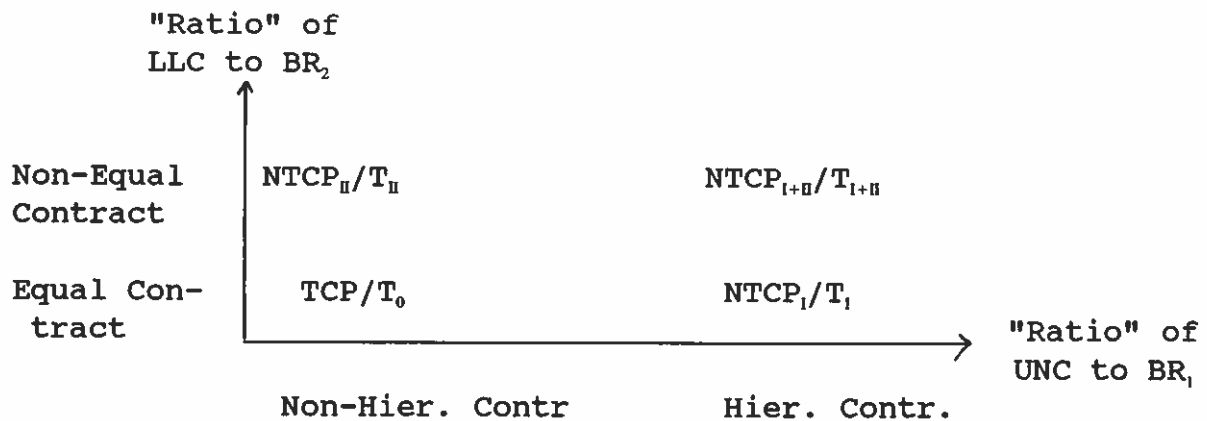 "Ratio" of
LLC to BR₂
Non-Equal NTCP_II/T_II NTCP_I+II/T_I+II
Contract
Equal Con- TCP/T₀ NTCP_I/T_I
tract
"Ratio" of
UNC to BR₁
Non-Hier. Contr Hier. Contr.